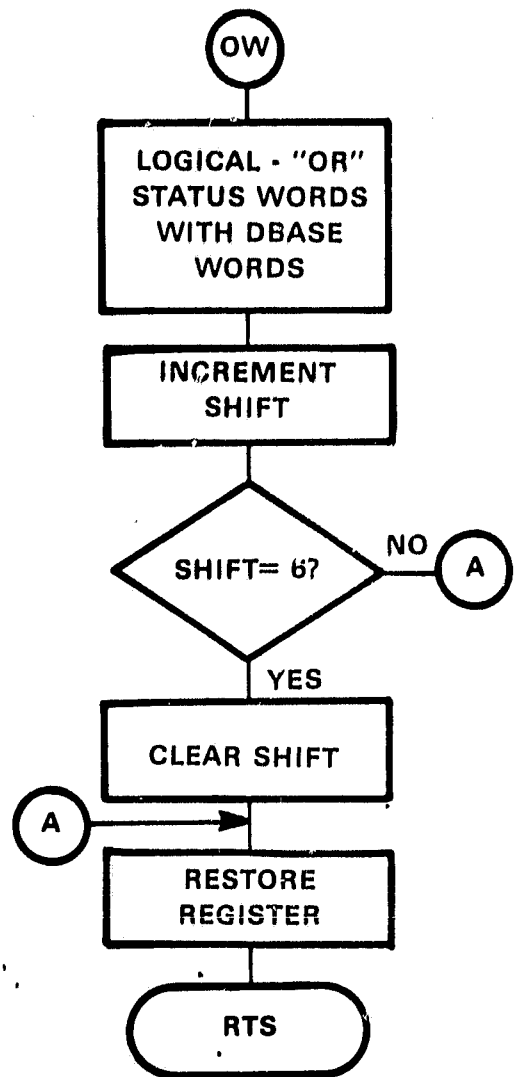 OW
LOGICAL - "OR"
STATUS WORDS
WITH DBASE
WORDS
INCREMENT
SHIFT
SHIFT= 6?
NO
A
YES
CLEAR SHIFT
A
RESTORE
REGISTER
RTS